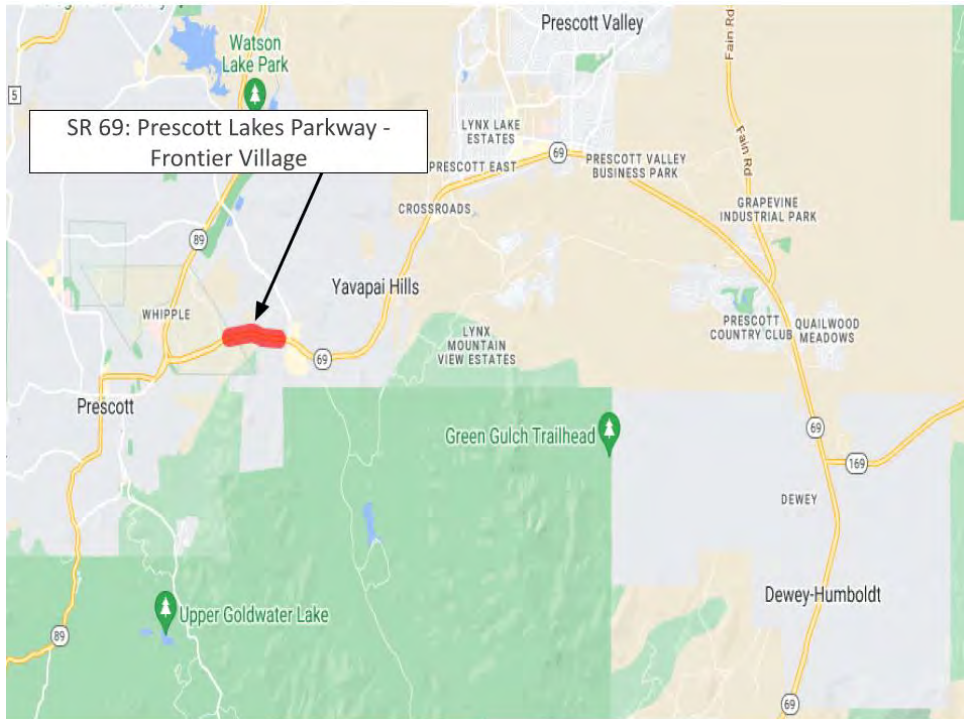 Prescott Valley
Fain Rd
Watson
Lake Park
5
SR 69: Prescott Lakes Parkway -
Frontier Village
LYNX LAKE
ESTATES
69
Fain Rd
PRESCOTT EAST
PRESCOTT VALLEY
BUSINESS PARK
CROSSROADS
GRAPEVINE
INDUSTRIAL PARK
89
Yavapai Hills
WHIPPLE
LYNX
MOUNTAIN
VIEW ESTATES
PRESCOTT
COUNTRY CLUB
QUAILWOOD
MEADOWS
69
Prescott
Green Gulch Trailhead
69
169
DEWEY
Dewey-Humboldt
Upper Goldwater Lake
89
69